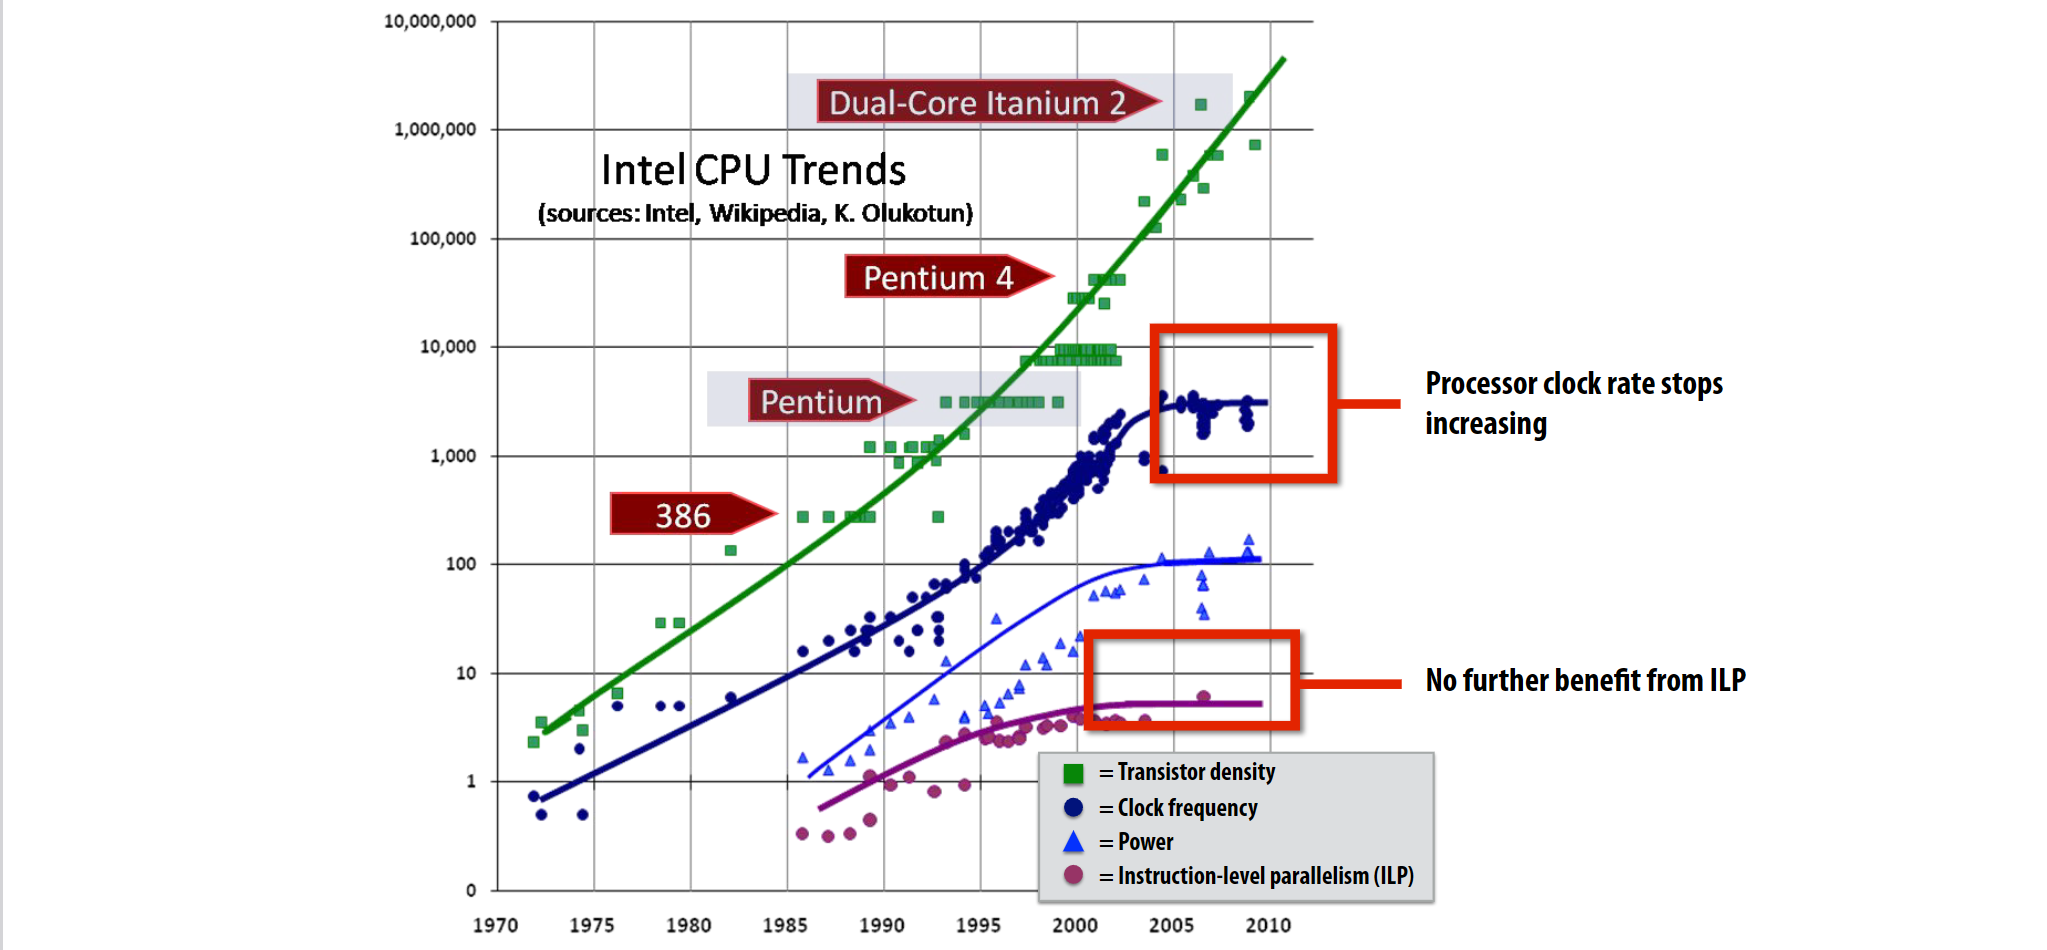 10,000,000
Dual-Core Itanium 2
1,000,000
Intel CPU Trends
(sources: Intel, Wikipedia, K. Olukotun)
100,000
Pentium 4
10,000
Processor clock rate stops
increasing
Pentium
1,000
386
100
10
No further benefit from ILP
1
= Transistor density
= Clock frequency
= Power
= Instruction-level parallelism (ILP)
0
1970 1975 1980 1985 1990 1995 2000 2005 2010